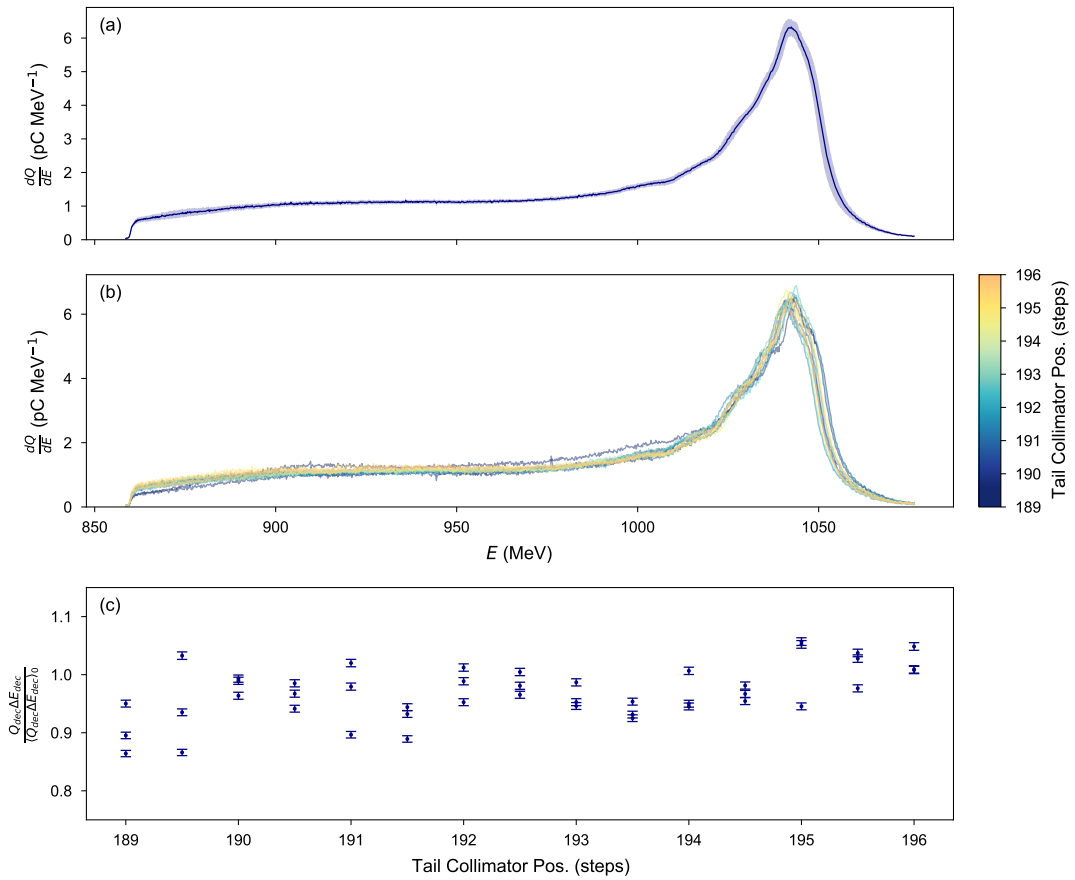 (a)
6
5
4
3
2
1
0
dQ/dE (pC MeV⁻¹)
(b)
6
4
2
0
dQ/dE (pC MeV⁻¹)
850 900 950 1000 1050
E (MeV)
196
195
194
193
192
191
190
189
Tail Collimator Pos. (steps)
(c)
1.1
1.0
0.9
0.8
Q_dec ΔE_dec / ⟨Q_dec ΔE_dec⟩₀
189 190 191 192 193 194 195 196
Tail Collimator Pos. (steps)